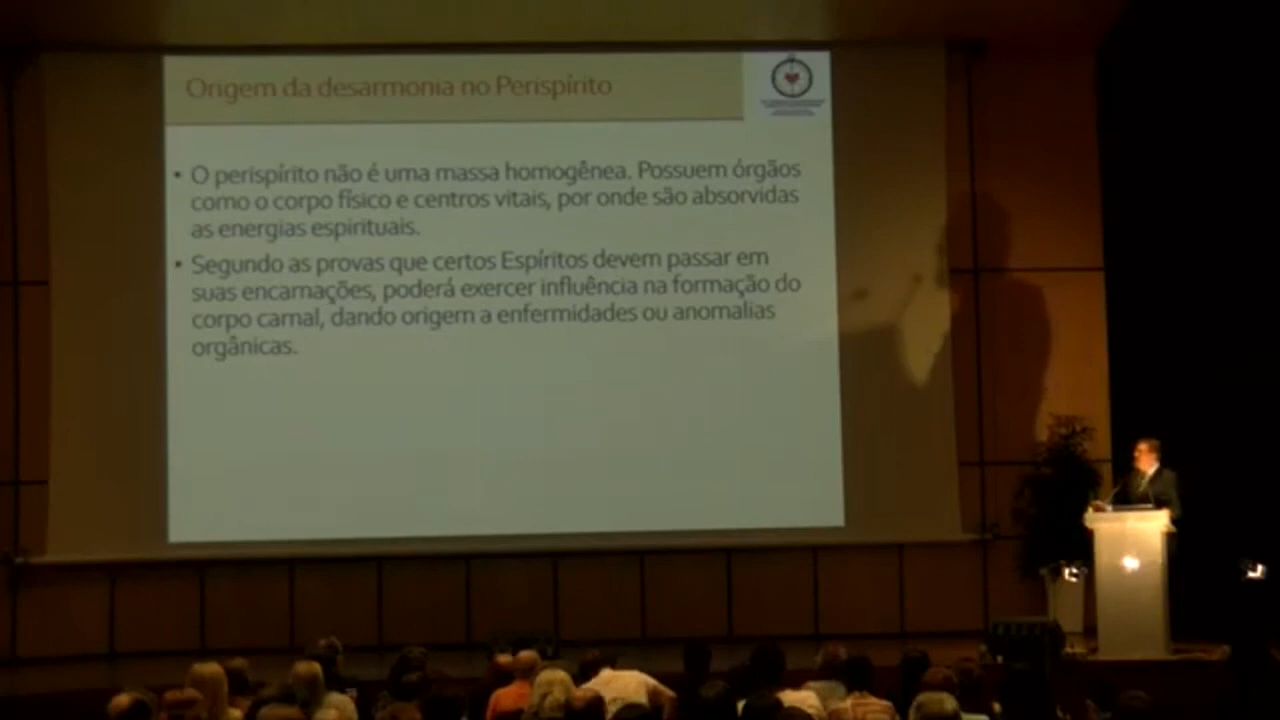 Origem da desarmonia no Perispírito
• O perispírito não é uma massa homogênea. Possuem órgãos
como o corpo físico e centros vitais, por onde são absorvidas
as energias espirituais.
• Segundo as provas que certos Espíritos devem passar em
suas encarnações, poderá exercer influência na formação do
corpo carnal, dando origem a enfermidades ou anomalias
orgânicas.